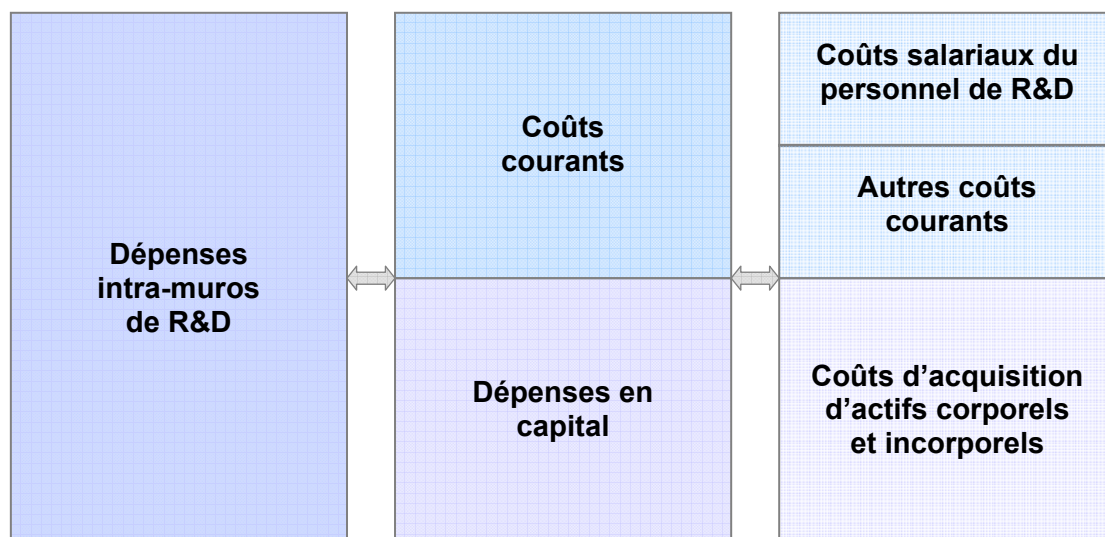 Dépenses
intra-muros
de R&D
Coûts
courants
Dépenses en
capital
Coûts salariaux du
personnel de R&D
Autres coûts
courants
Coûts d’acquisition
d’actifs corporels
et incorporels